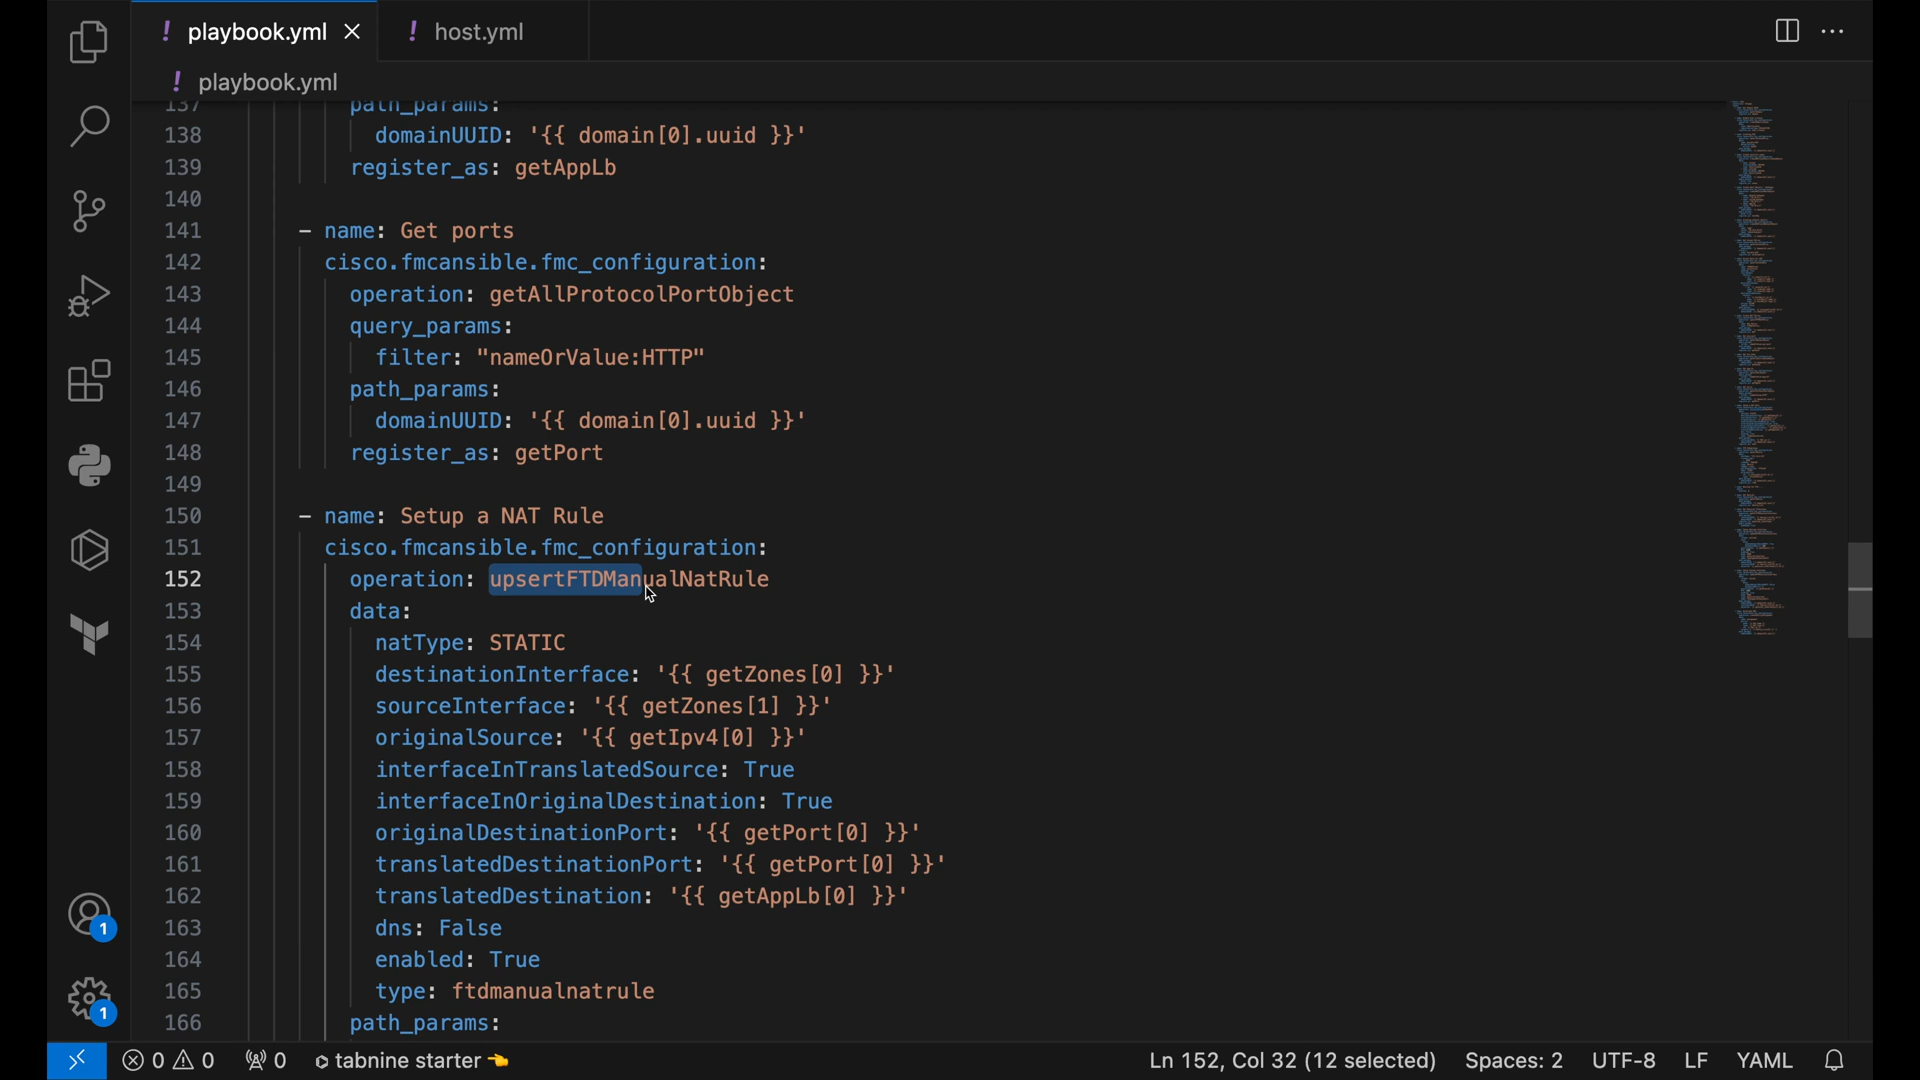 playbook.yml
host.yml
playbook.yml
137 path_params:
138 domainUUID: '{{ domain[0].uuid }}'
139 register_as: getAppLb
140
141 - name: Get ports
142 cisco.fmcansible.fmc_configuration:
143 operation: getAllProtocolPortObject
144 query_params:
145 filter: "nameOrValue:HTTP"
146 path_params:
147 domainUUID: '{{ domain[0].uuid }}'
148 register_as: getPort
149
150 - name: Setup a NAT Rule
151 cisco.fmcansible.fmc_configuration:
152 operation: upsertFTDManualNatRule
153 data:
154 natType: STATIC
155 destinationInterface: '{{ getZones[0] }}'
156 sourceInterface: '{{ getZones[1] }}'
157 originalSource: '{{ getIpv4[0] }}'
158 interfaceInTranslatedSource: True
159 interfaceInOriginalDestination: True
160 originalDestinationPort: '{{ getPort[0] }}'
161 translatedDestinationPort: '{{ getPort[0] }}'
162 translatedDestination: '{{ getAppLb[0] }}'
163 dns: False
164 enabled: True
165 type: ftdmanualnatrule
166 path_params:
1
1
0 0 0 tabnine starter Ln 152, Col 32 (12 selected) Spaces: 2 UTF-8 LF YAML